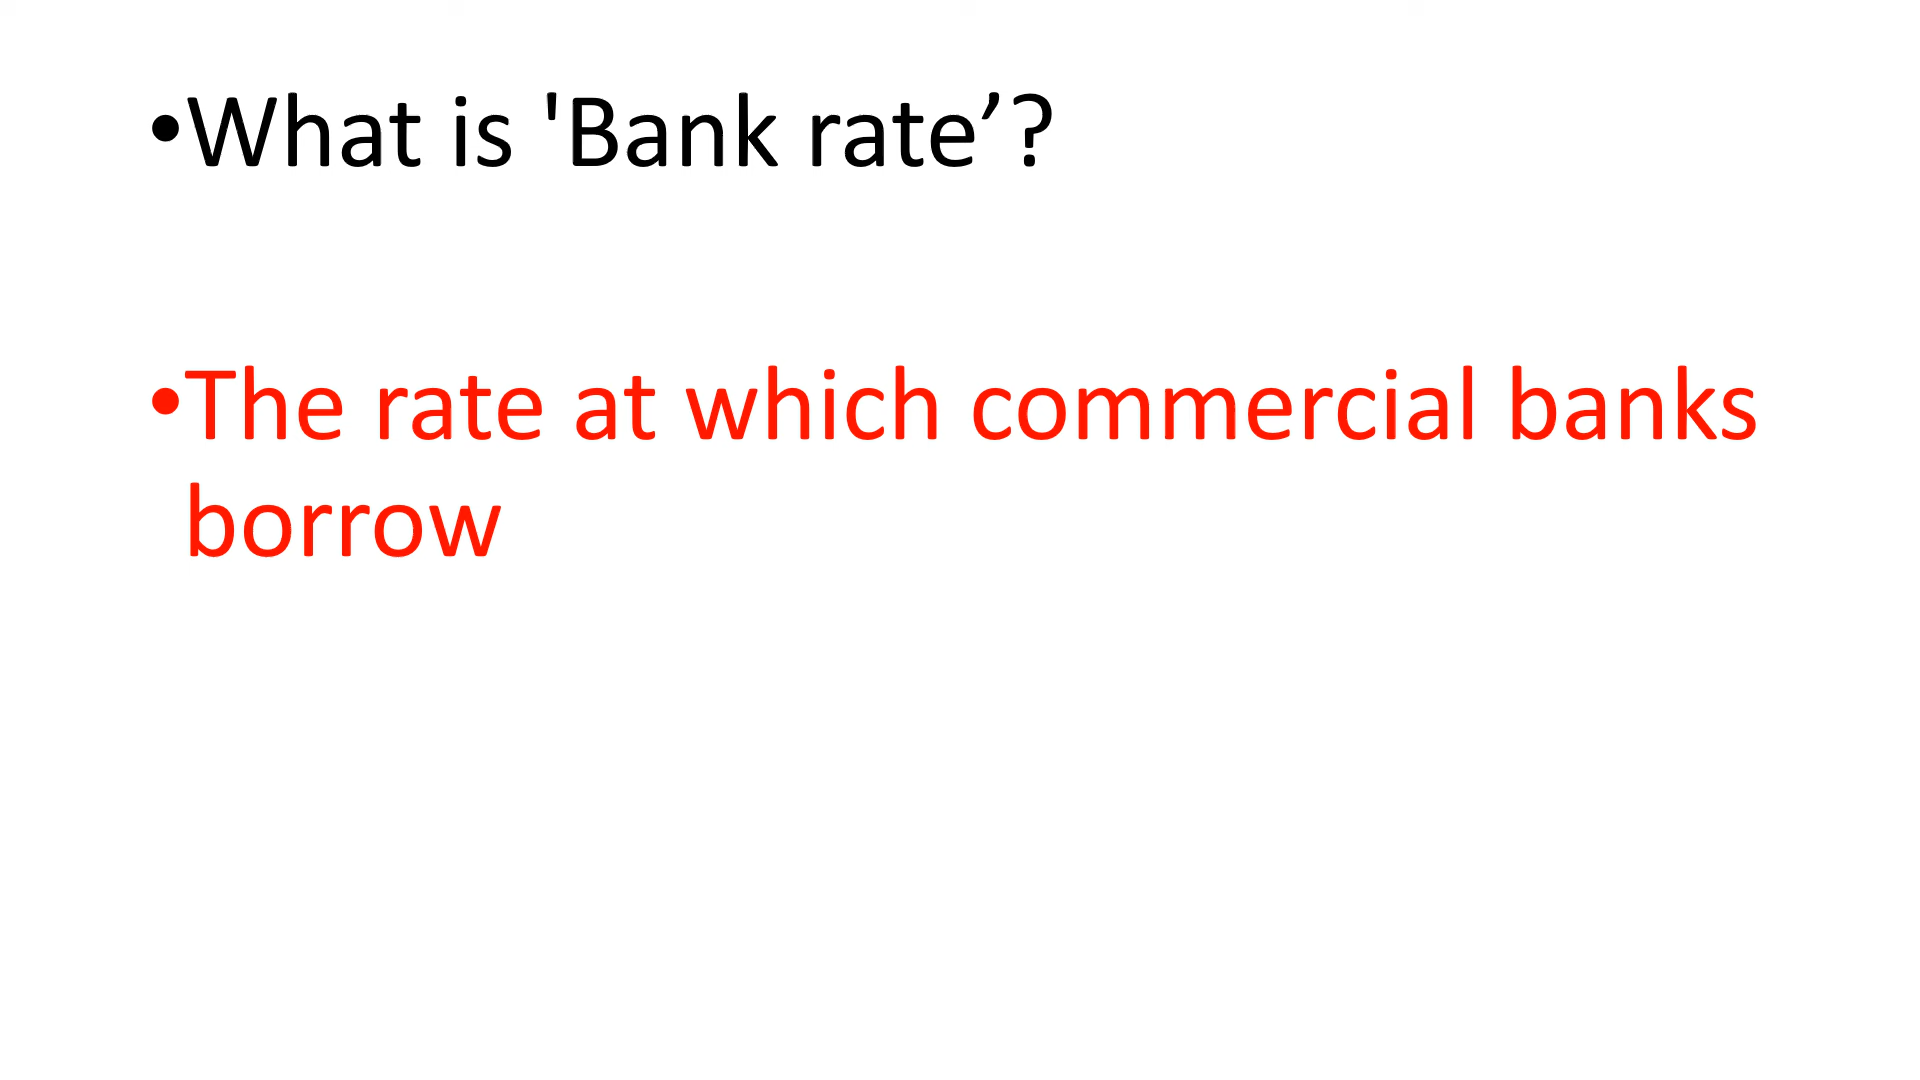 •What is 'Bank rate’?
•The rate at which commercial banks
borrow